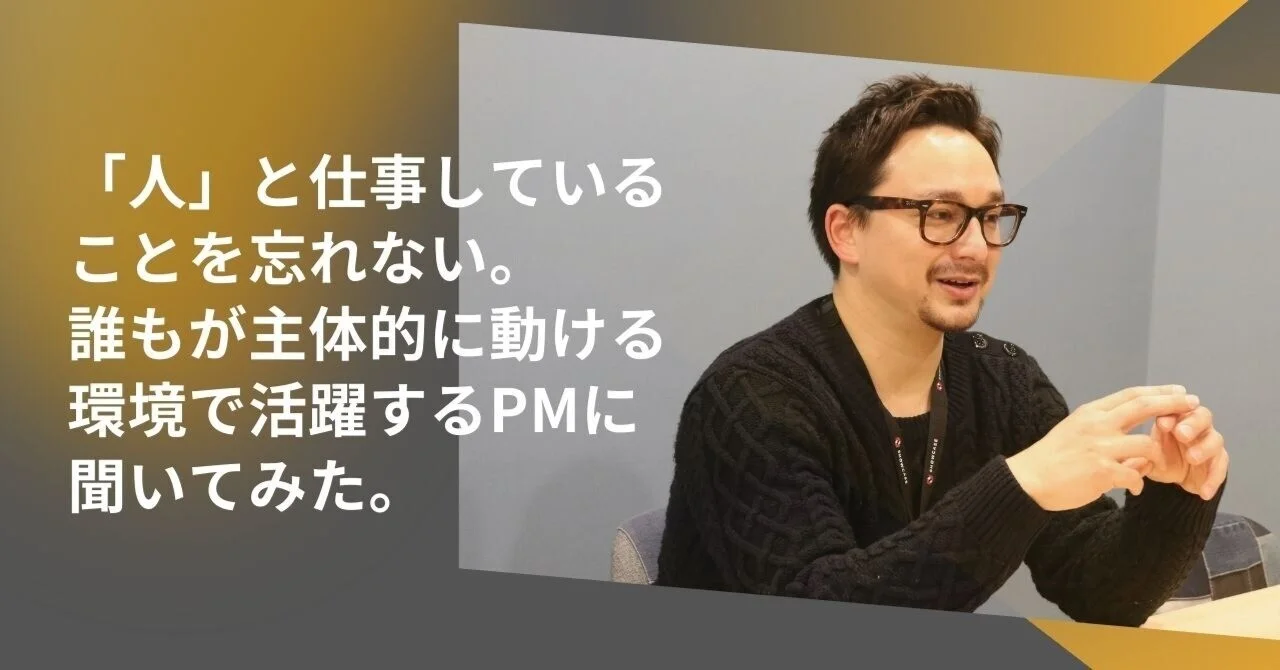 「人」と仕事している
ことを忘れない。
誰もが主体的に動ける
環境で活躍するPMに
聞いてみた。
SHOWCASE